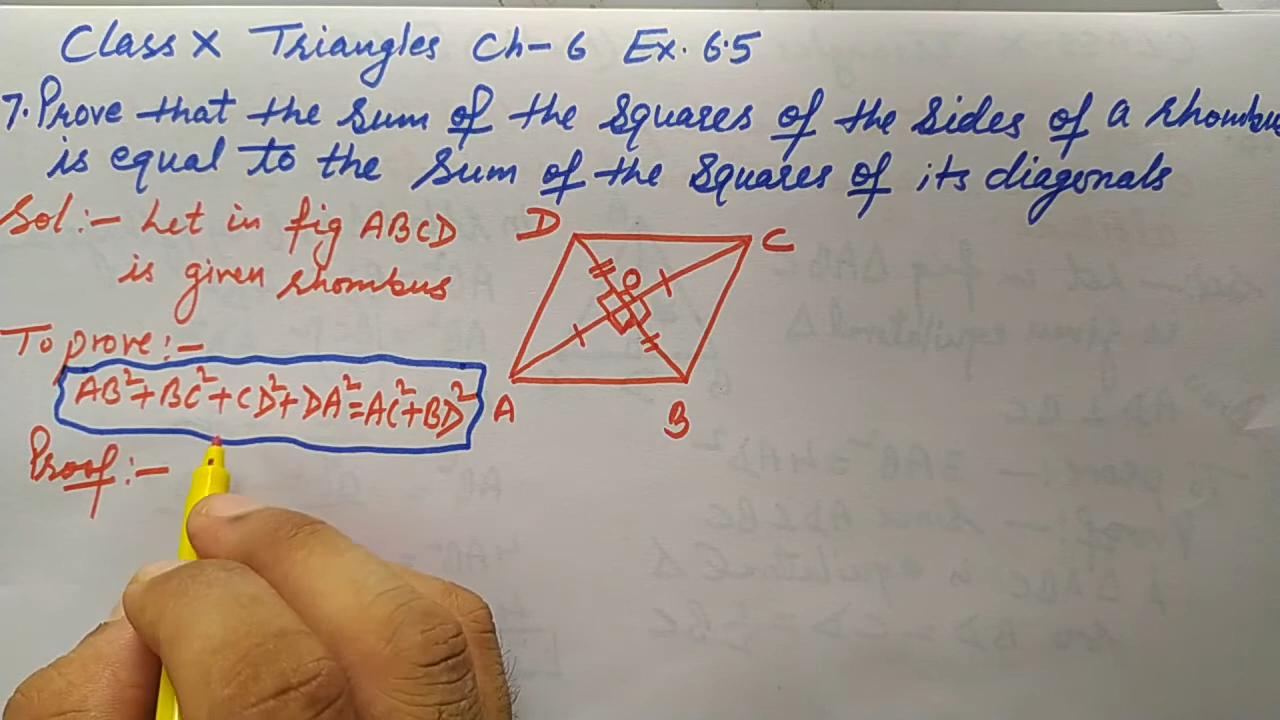 Class X Triangles Ch-6 Ex. 6.5
7. Prove that the Sum of the Squares of the Sides of a rhombus
is equal to the Sum of the Squares of its diagonals
Sol:- Let in fig ABCD
is given rhombus
To prove:-
AB²+BC²+CD²+DA²=AC²+BD²
Proof:-
D
C
O
A
B